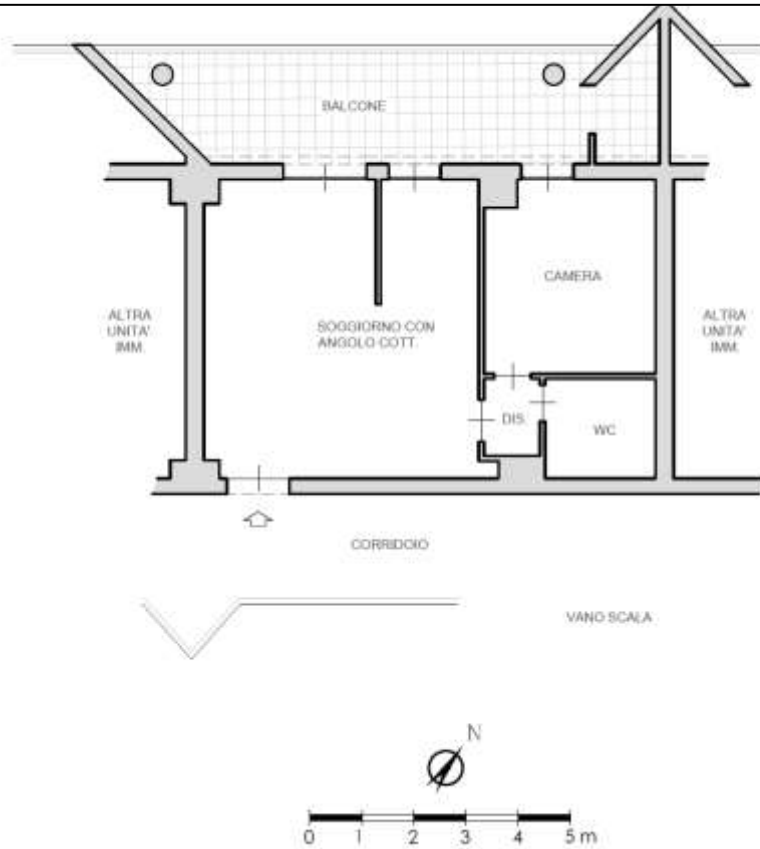 BALCONE
CAMERA
ALTRA
UNITA'
IMM.
SOGGIORNO CON
ANGOLO COTT.
ALTRA
UNITA'
IMM.
DIS.
WC
CORRIDOIO
VANO SCALA
N
0 1 2 3 4 5 m